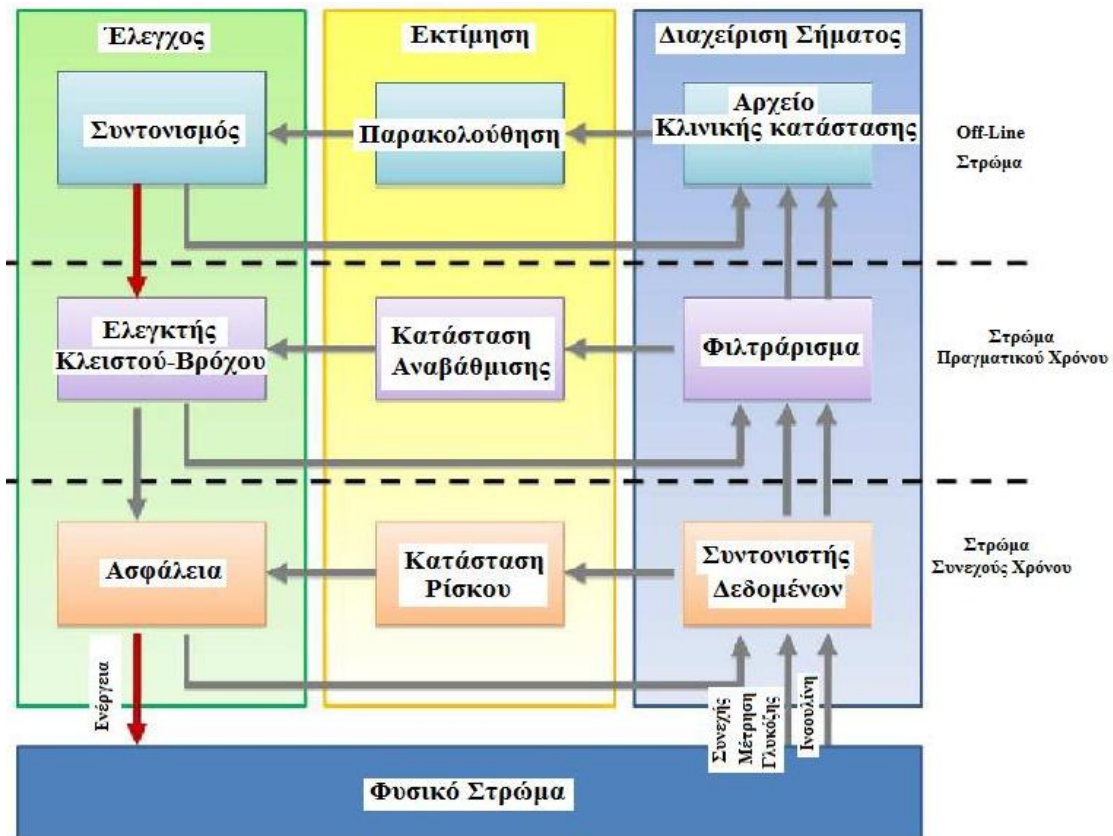 Έλεγχος
Εκτίμηση
Διαχείριση Σήματος
Συντονισμός
Παρακολούθηση
Αρχείο
Κλινικής κατάστασης
Off-Line
Στρώμα
Ελεγκτής
Κλειστού-Βρόχου
Κατάσταση
Αναβάθμισης
Φιλτράρισμα
Στρώμα
Πραγματικού Χρόνου
Ασφάλεια
Κατάσταση
Ρίσκου
Συντονιστής
Δεδομένων
Στρώμα
Συνεχούς Χρόνου
Ενέργεια
Συνεχής
Μέτρηση
Γλυκόζης
Ινσουλίνη
Φυσικό Στρώμα